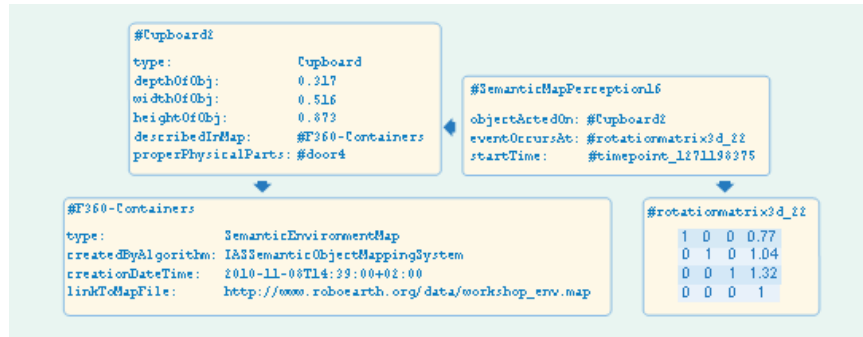 #Cupboard2
type: Cupboard
depthOfObj: 0.317
widthOfObj: 0.516
heightOfObj: 0.873
describedInMap: #F360-Containers
properPhysicalParts: #door4
#SemanticMapPerception16
objectActedOn: #Cupboard2
eventOccursAt: #rotationmatrix3d_22
startTime: #timepoint_1271198375
#F360-Containers
type: SemanticEnvironmentMap
createdByAlgorithm: IASSemanticObjectMappingSystem
creationDateTime: 2010-11-08T14:39:00+02:00
linkToMapFile: http://www.roboearth.org/data/workshop_env.map
#rotationmatrix3d_22
1 0 0 0.77
0 1 0 1.04
0 0 1 1.32
0 0 0 1